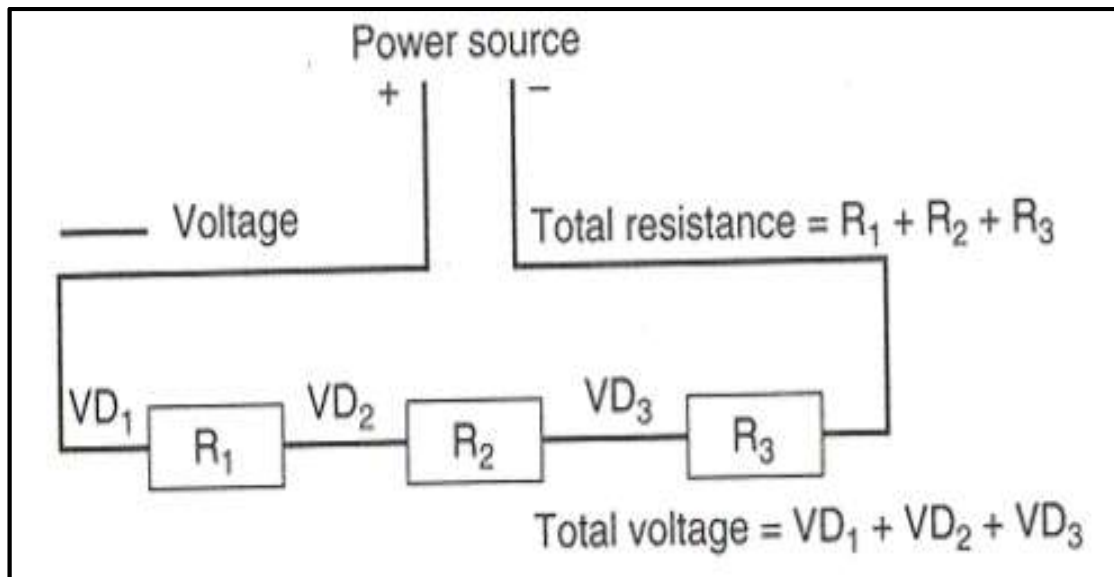 Power source
+ −
Voltage
Total resistance = R₁ + R₂ + R₃
VD₁ VD₂ VD₃
R₁ R₂ R₃
Total voltage = VD₁ + VD₂ + VD₃